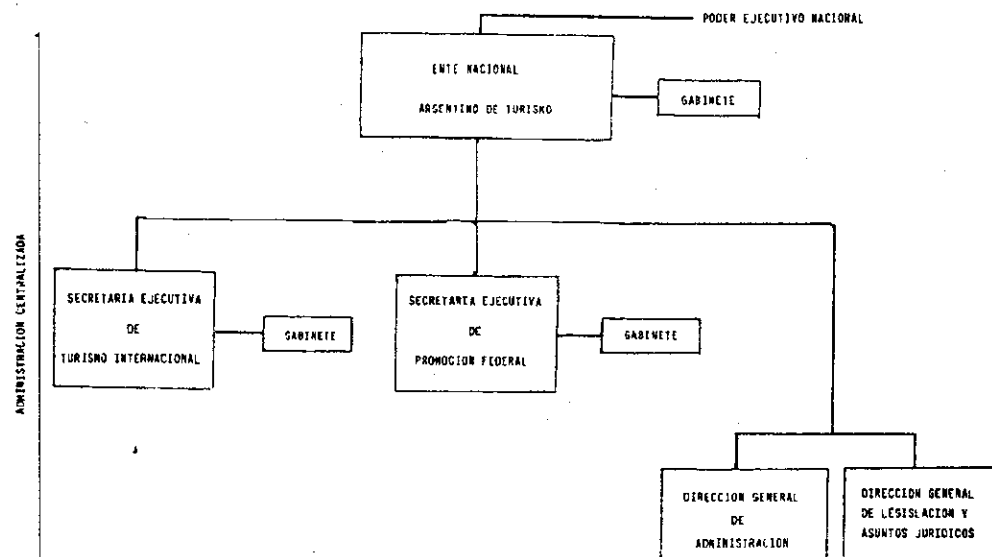 PODER EJECUTIVO NACIONAL
ENTE NACIONAL
ARGENTINO DE TURISMO
GABINETE
ADMINISTRACION CENTRALIZADA
SECRETARIA EJECUTIVA
DE
TURISMO INTERNACIONAL
GABINETE
SECRETARIA EJECUTIVA
DE
PROMOCION FEDERAL
GABINETE
DIRECCION GENERAL
DE
ADMINISTRACION
DIRECCION GENERAL
DE LEGISLACION Y
ASUNTOS JURIDICOS